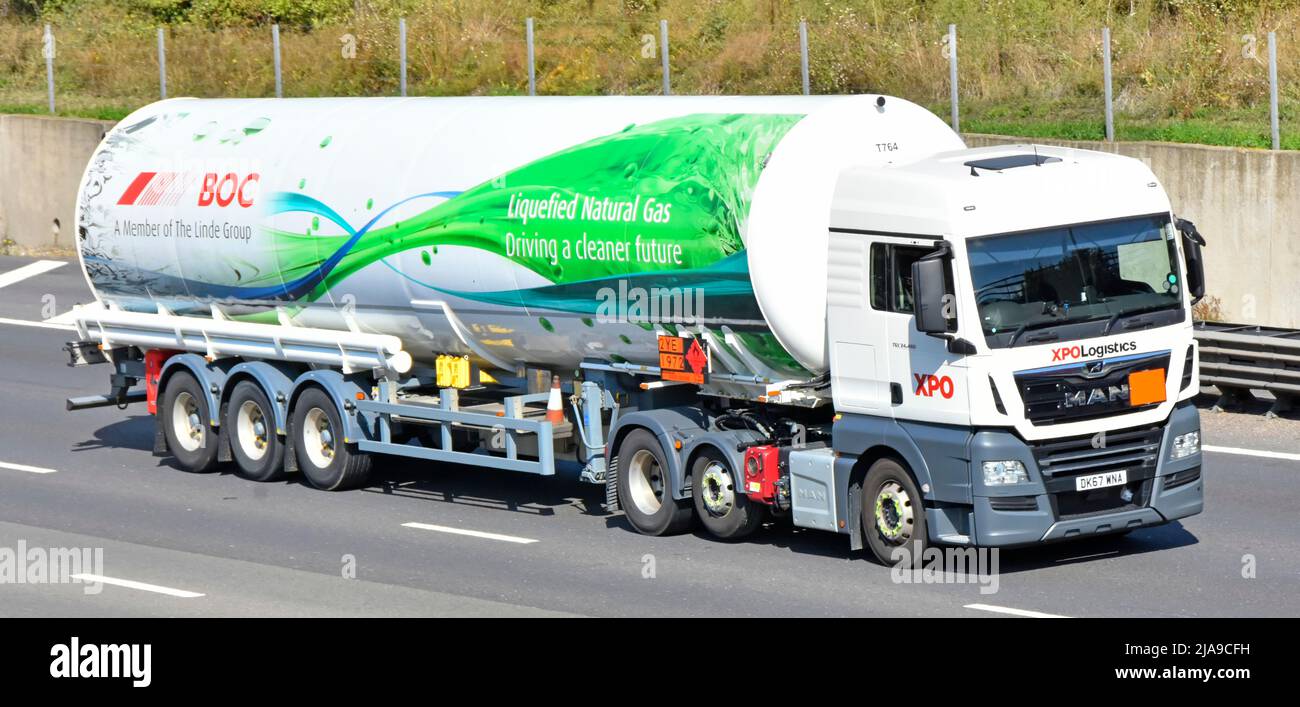 T764
BOC
A Member of The Linde Group
Liquefied Natural Gas
Driving a cleaner future
2YE
1972
XPO
XPOLogistics
MAN
MAN
DK67 WNA
alamy
Image ID: 2JA9CFH
www.alamy.com